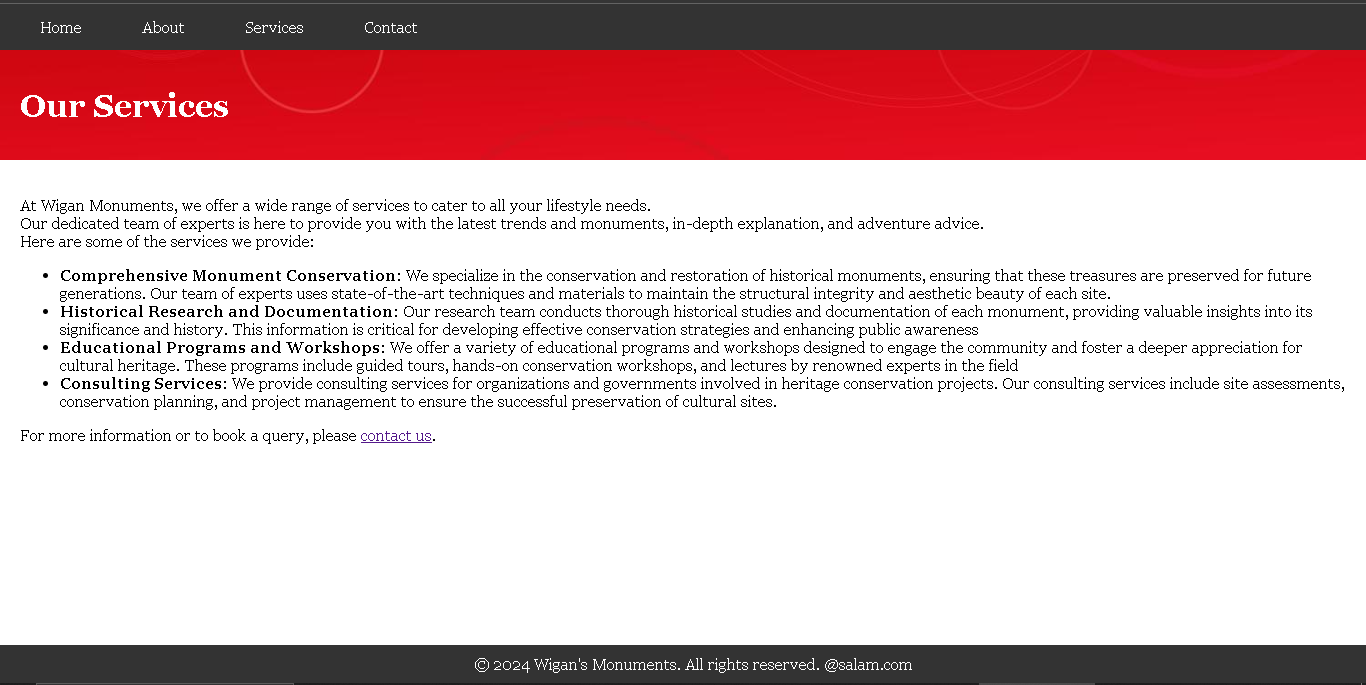 Home About Services Contact
Our Services
At Wigan Monuments, we offer a wide range of services to cater to all your lifestyle needs.
Our dedicated team of experts is here to provide you with the latest trends and monuments, in-depth explanation, and adventure advice.
Here are some of the services we provide:
• Comprehensive Monument Conservation: We specialize in the conservation and restoration of historical monuments, ensuring that these treasures are preserved for future
generations. Our team of experts uses state-of-the-art techniques and materials to maintain the structural integrity and aesthetic beauty of each site.
• Historical Research and Documentation: Our research team conducts thorough historical studies and documentation of each monument, providing valuable insights into its
significance and history. This information is critical for developing effective conservation strategies and enhancing public awareness
• Educational Programs and Workshops: We offer a variety of educational programs and workshops designed to engage the community and foster a deeper appreciation for
cultural heritage. These programs include guided tours, hands-on conservation workshops, and lectures by renowned experts in the field
• Consulting Services: We provide consulting services for organizations and governments involved in heritage conservation projects. Our consulting services include site assessments,
conservation planning, and project management to ensure the successful preservation of cultural sites.
For more information or to book a query, please contact us.
© 2024 Wigan's Monuments. All rights reserved. @salam.com